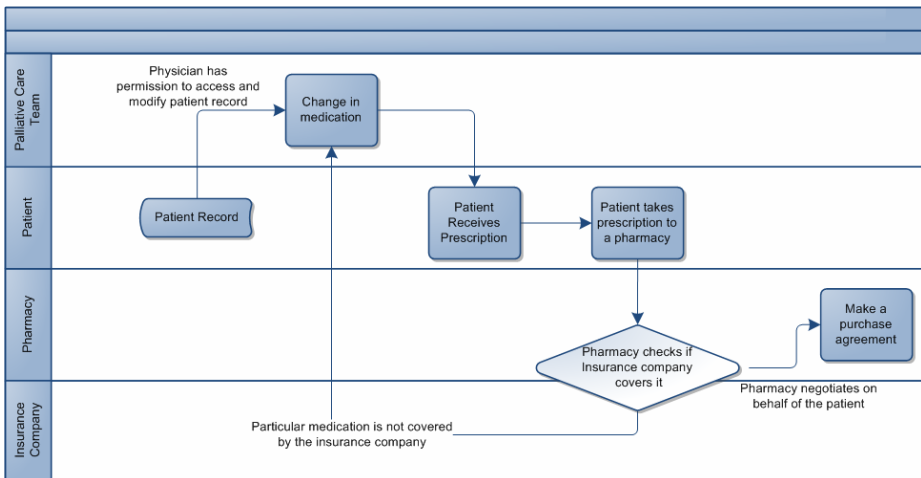 Palliative Care
Team
Physician has
permission to access and
modify patient record
Change in
medication
Patient
Patient Record
Patient
Receives
Prescription
Patient takes
prescription to
a pharmacy
Pharmacy
Pharmacy checks if
Insurance company
covers it
Make a
purchase
agreement
Pharmacy negotiates on
behalf of the patient
Insurance
Company
Particular medication is not covered
by the insurance company